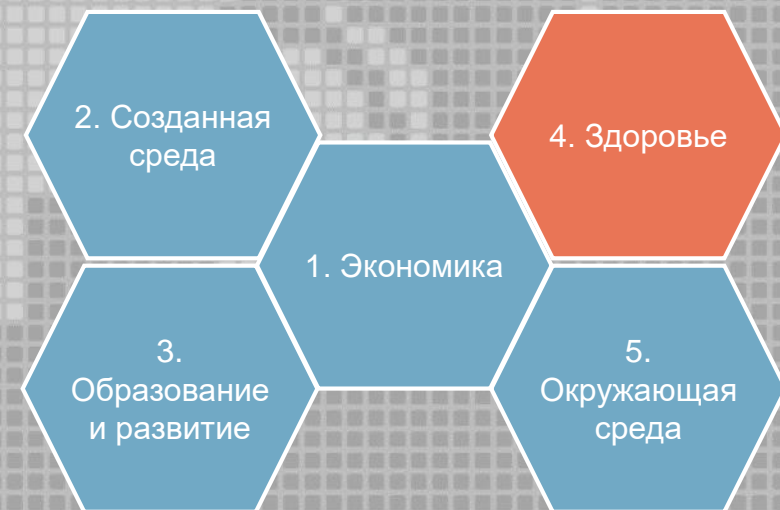 2. Созданная
среда
4. Здоровье
1. Экономика
3.
Образование
и развитие
5.
Окружающая
среда